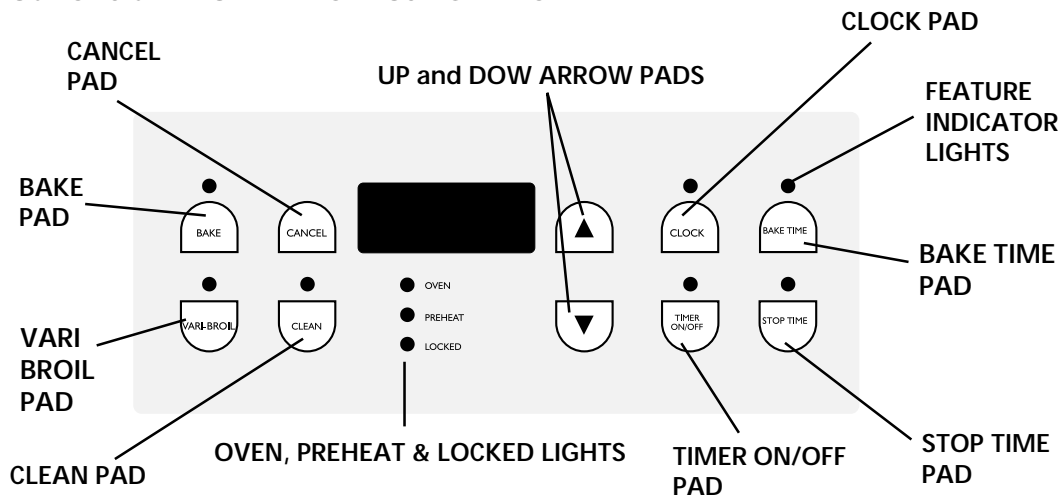 CLOCK PAD
CANCEL
PAD
UP and DOW ARROW PADS
FEATURE
INDICATOR
LIGHTS
BAKE
PAD
BAKE
CANCEL
▲
CLOCK
BAKE TIME
BAKE TIME
PAD
OVEN
PREHEAT
LOCKED
VARI-BROIL
CLEAN
▼
TIMER
ON/OFF
STOP TIME
VARI
BROIL
PAD
CLEAN PAD
OVEN, PREHEAT & LOCKED LIGHTS
TIMER ON/OFF
PAD
STOP TIME
PAD